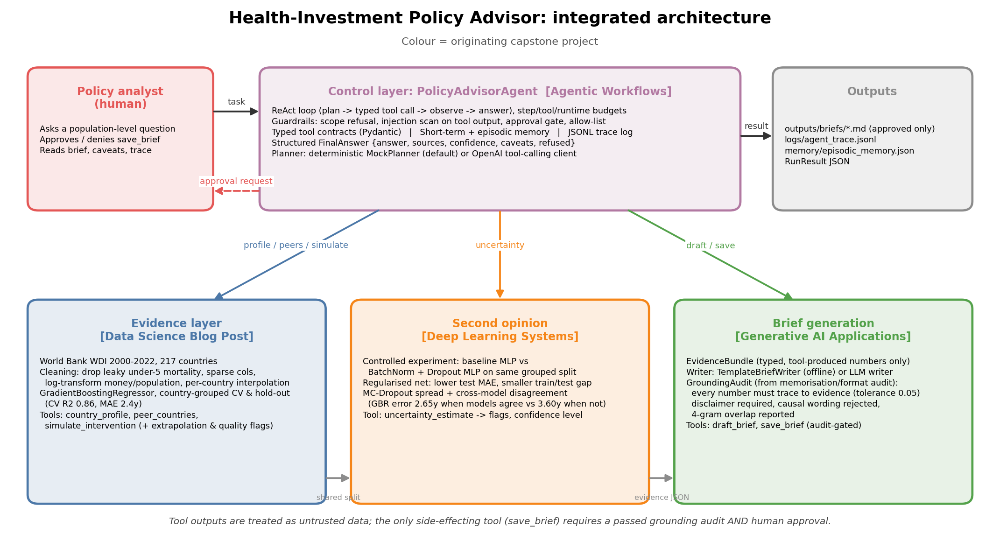 Health-Investment Policy Advisor: integrated architecture
Colour = originating capstone project
Policy analyst
(human)
Asks a population-level question
Approves / denies save_brief
Reads brief, caveats, trace
task
approval request
Control layer: PolicyAdvisorAgent  [Agentic Workflows]
ReAct loop (plan -> typed tool call -> observe -> answer), step/tool/runtime budgets
Guardrails: scope refusal, injection scan on tool output, approval gate, allow-list
Typed tool contracts (Pydantic)   |   Short-term + episodic memory   |   JSONL trace log
Structured FinalAnswer {answer, sources, confidence, caveats, refused}
Planner: deterministic MockPlanner (default) or OpenAI tool-calling client
result
Outputs
outputs/briefs/*.md (approved only)
logs/agent_trace.jsonl
memory/episodic_memory.json
RunResult JSON
profile / peers / simulate
uncertainty
draft / save
Evidence layer
[Data Science Blog Post]
World Bank WDI 2000-2022, 217 countries
Cleaning: drop leaky under-5 mortality, sparse cols,
log-transform money/population, per-country interpolation
GradientBoostingRegressor, country-grouped CV & hold-out
(CV R2 0.86, MAE 2.4y)
Tools: country_profile, peer_countries,
simulate_intervention (+ extrapolation & quality flags)
shared split
Second opinion
[Deep Learning Systems]
Controlled experiment: baseline MLP vs
BatchNorm + Dropout MLP on same grouped split
Regularised net: lower test MAE, smaller train/test gap
MC-Dropout spread + cross-model disagreement
(GBR error 2.65y when models agree vs 3.60y when not)
Tool: uncertainty_estimate -> flags, confidence level
evidence JSON
Brief generation
[Generative AI Applications]
EvidenceBundle (typed, tool-produced numbers only)
Writer: TemplateBriefWriter (offline) or LLM writer
GroundingAudit (from memorisation/format audit):
every number must trace to evidence (tolerance 0.05)
disclaimer required, causal wording rejected,
4-gram overlap reported
Tools: draft_brief, save_brief (audit-gated)
Tool outputs are treated as untrusted data; the only side-effecting tool (save_brief) requires a passed grounding audit AND human approval.